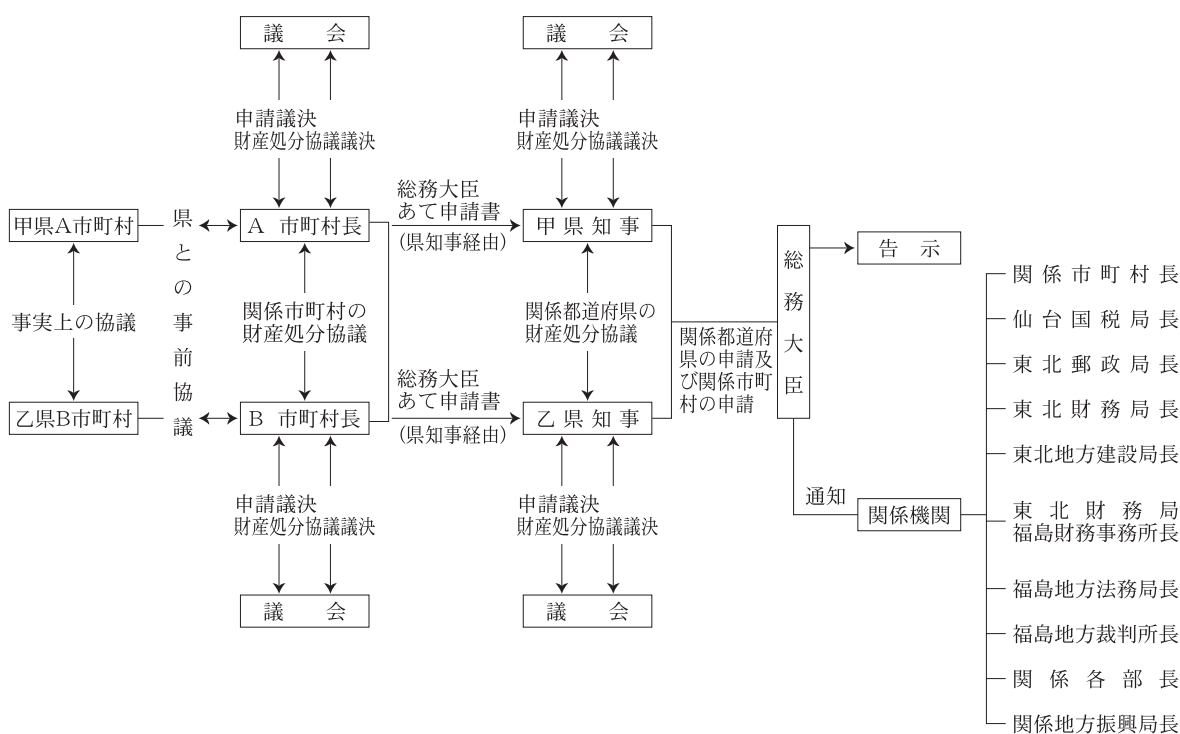 議　会
議　会
申請議決
財産処分協議議決
申請議決
財産処分協議議決
甲県A市町村
事実上の協議
乙県B市町村
県との事前協議
A 市町村長
関係市町村の
財産処分協議
B 市町村長
総務大臣
あて申請書
(県知事経由)
総務大臣
あて申請書
(県知事経由)
甲県知事
関係都道府県の
財産処分協議
乙県知事
申請議決
財産処分協議議決
申請議決
財産処分協議議決
議　会
議　会
関係都道府
県の申請及
び関係市町
村の申請
総務大臣
告　示
通知
関係機関
関係市町村長
仙台国税局長
東北郵政局長
東北財務局長
東北地方建設局長
東北財務局
福島財務事務所長
福島地方法務局長
福島地方裁判所長
関係各部長
関係地方振興局長